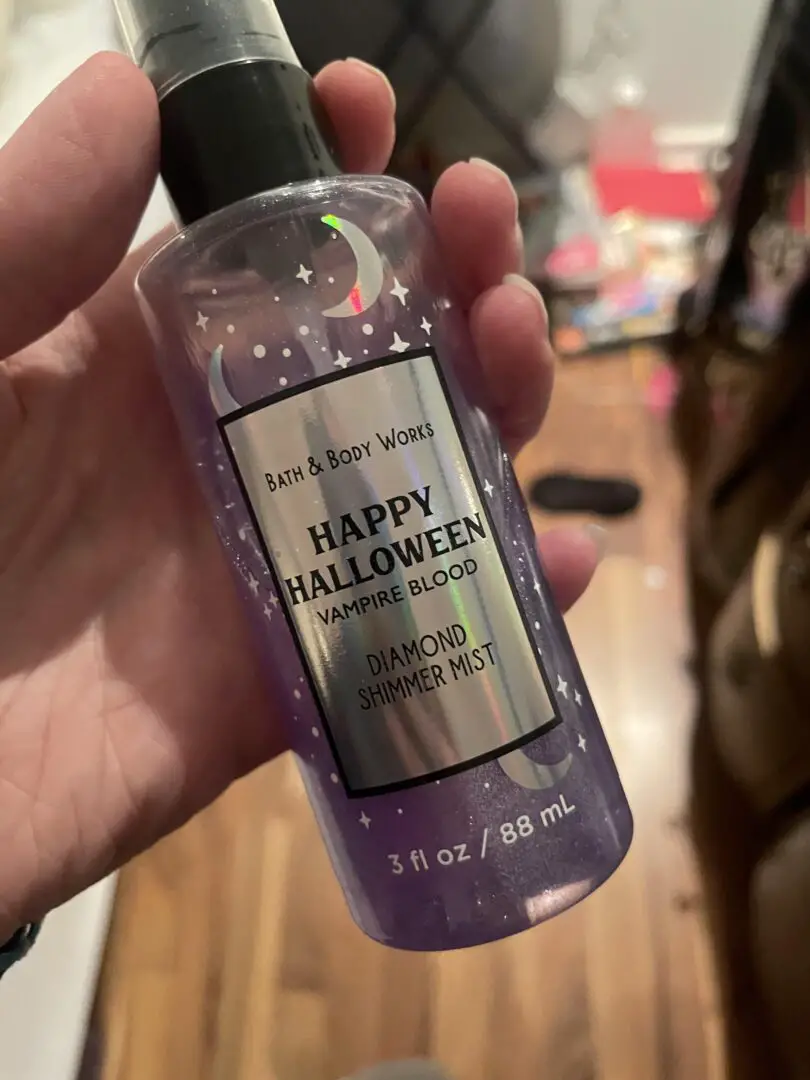 BATH & BODY WORKS
HAPPY
HALLOWEEN
VAMPIRE BLOOD
DIAMOND
SHIMMER MIST
3 fl oz / 88 mL